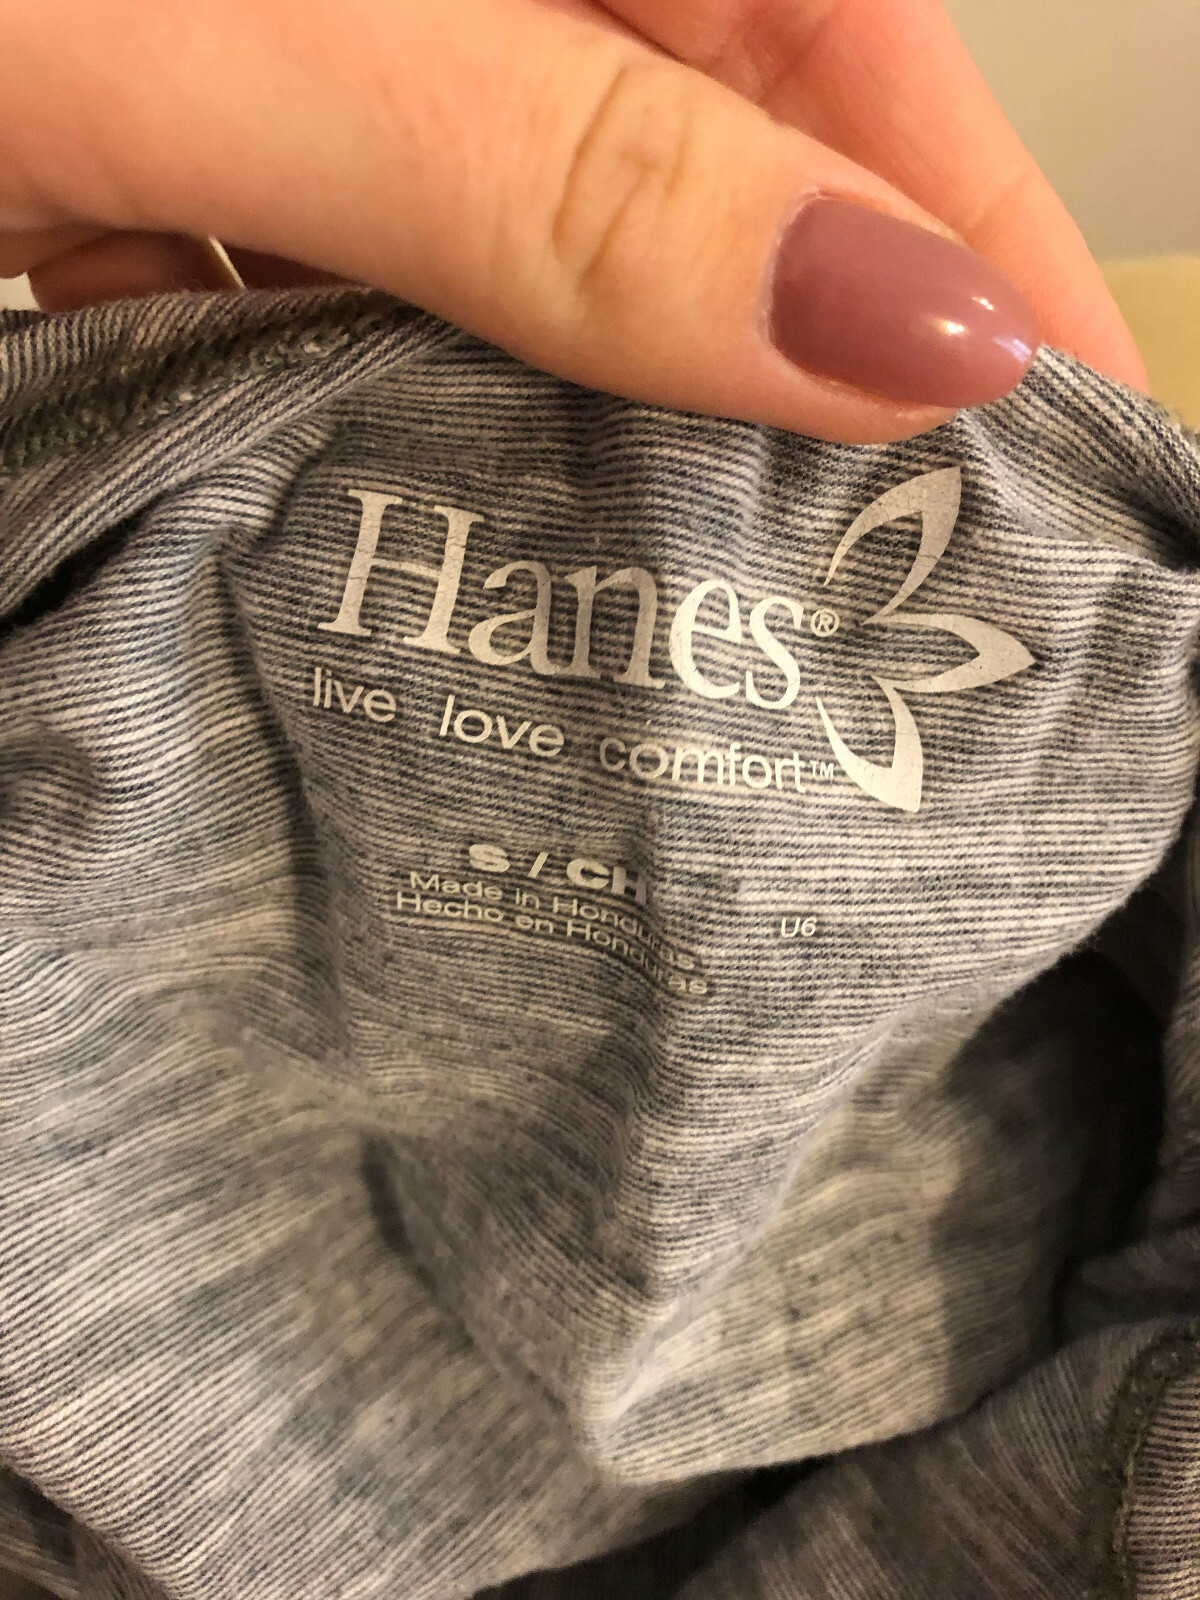 Hanes®
live love comfort™
S / CH
Made in Honduras
Hecho en Honduras
U6